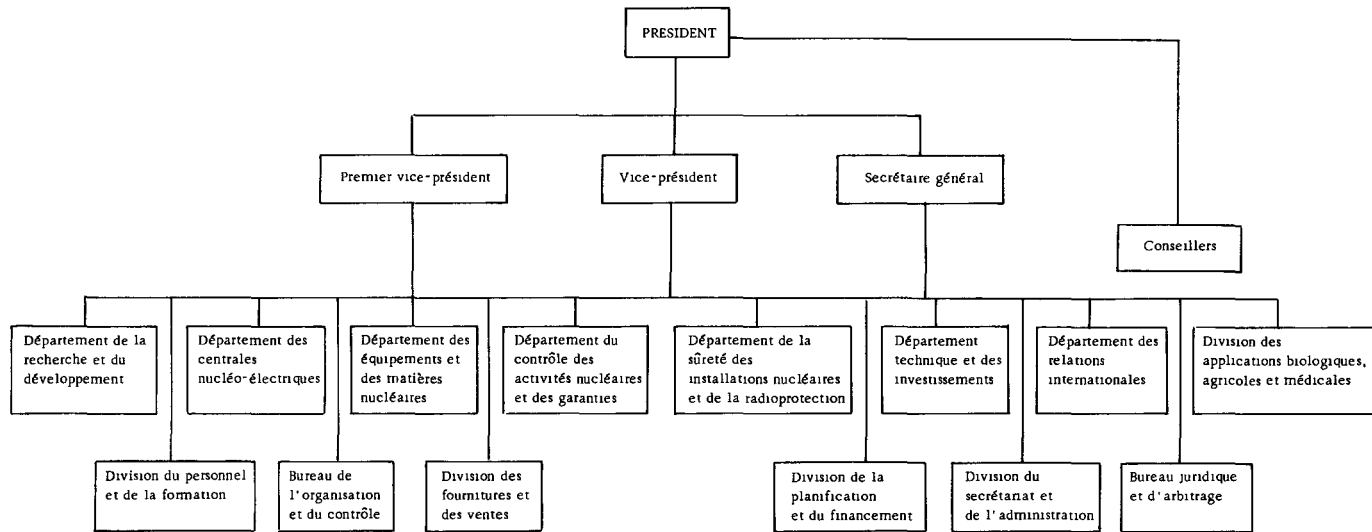 PRESIDENT
Premier vice-président
Vice-président
Secrétaire général
Conseillers
Département de la
recherche et du
développement
Département des
centrales
nucléo-électriques
Département des
équipements et
des matières
nucléaires
Département du
contrôle des
activités nucléaires
et des garanties
Département de la
sûreté des
installations nucléaires
et de la radioprotection
Département
technique et des
investissements
Département des
relations
internationales
Division des
applications biologiques,
agricoles et médicales
Division du personnel
et de la formation
Bureau de
l'organisation
et du contrôle
Division des
fournitures et
des ventes
Division de la
planification
et du financement
Division du
secrétariat et
de l'administration
Bureau juridique
et d'arbitrage